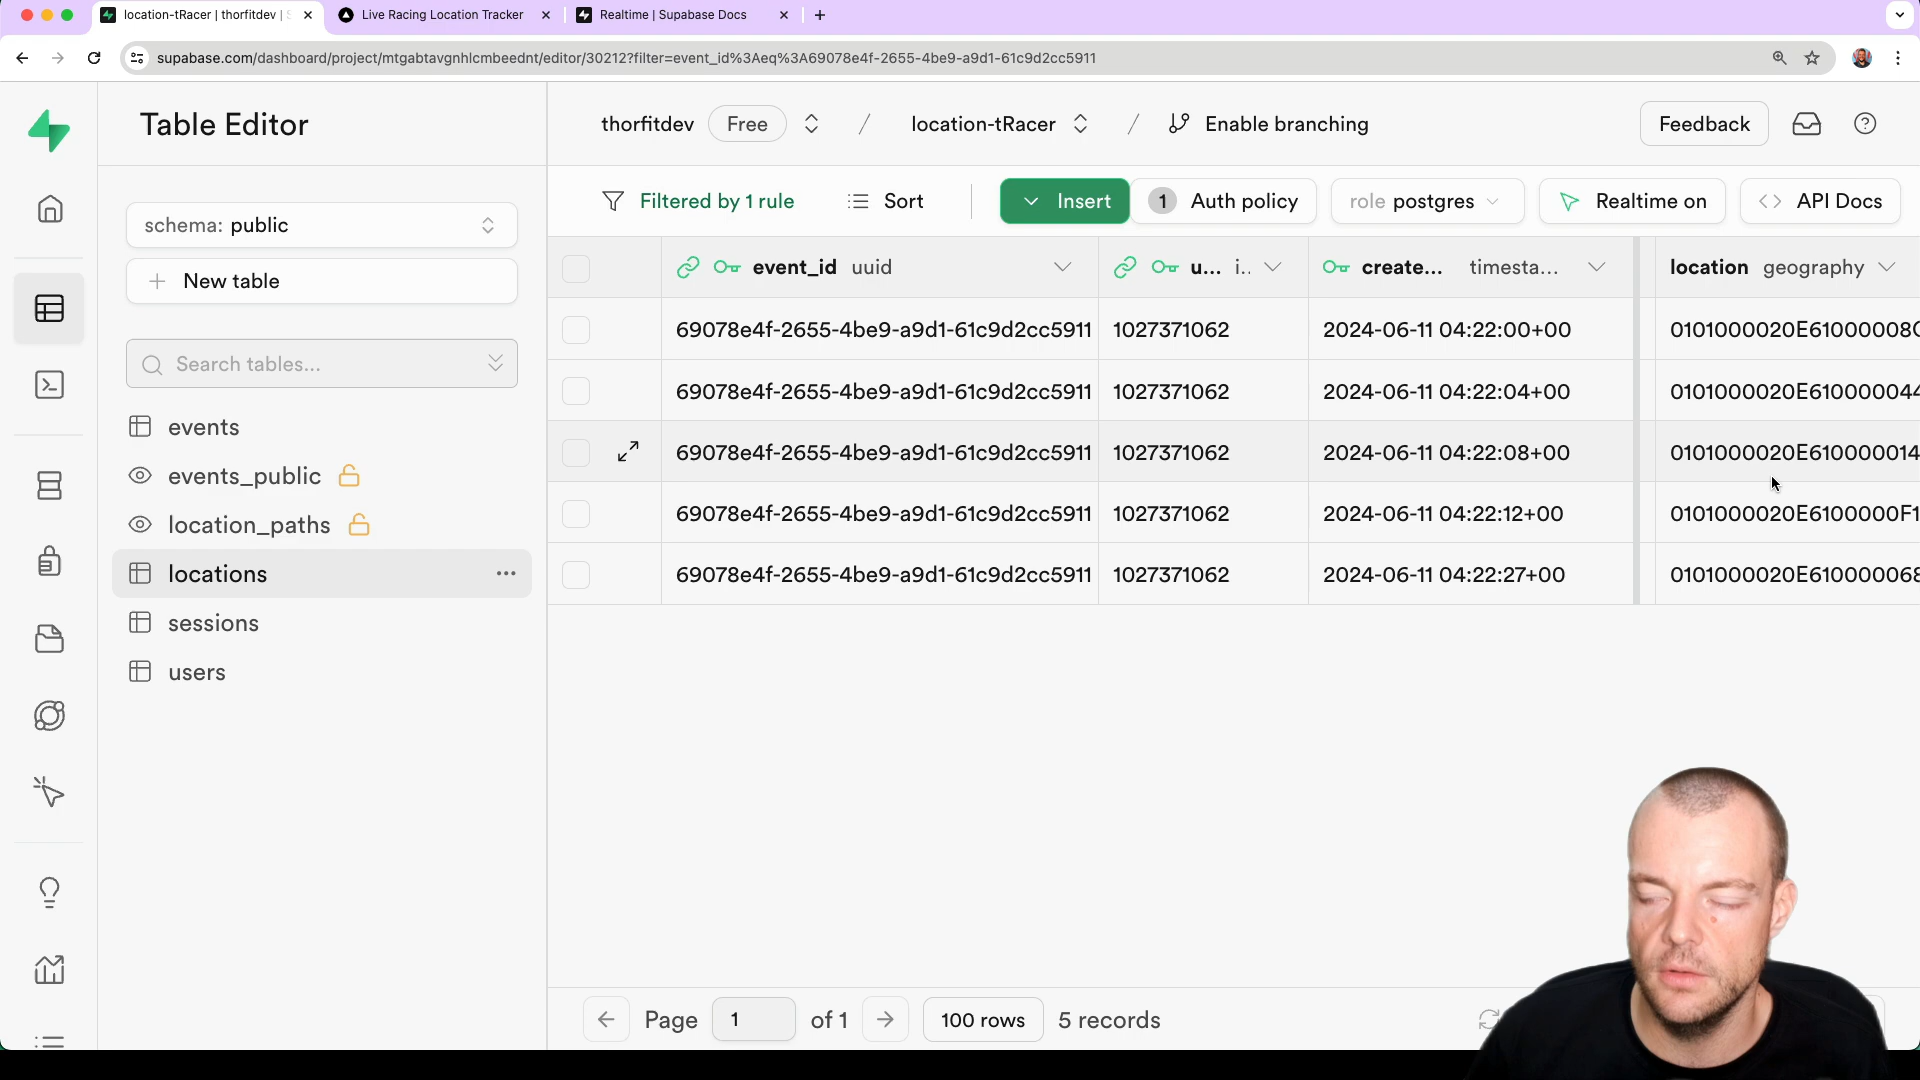 location-tRacer | thorfitdev |
Live Racing Location Tracker
Realtime | Supabase Docs
supabase.com/dashboard/project/mtgabtavgnhlcmbeednt/editor/30212?filter=event_id%3Aeq%3A69078e4f-2655-4be9-a9d1-61c9d2cc5911
Table Editor
thorfitdev Free / location-tRacer / Enable branching
Feedback
Filtered by 1 rule Sort Insert 1 Auth policy role postgres Realtime on API Docs
schema: public
New table
Search tables...
events
events_public
location_paths
locations
sessions
users
event_id uuid u... i.. create... timesta... location geography
69078e4f-2655-4be9-a9d1-61c9d2cc5911 1027371062 2024-06-11 04:22:00+00 0101000020E61000008C
69078e4f-2655-4be9-a9d1-61c9d2cc5911 1027371062 2024-06-11 04:22:04+00 0101000020E610000044
69078e4f-2655-4be9-a9d1-61c9d2cc5911 1027371062 2024-06-11 04:22:08+00 0101000020E610000014
69078e4f-2655-4be9-a9d1-61c9d2cc5911 1027371062 2024-06-11 04:22:12+00 0101000020E6100000F1
69078e4f-2655-4be9-a9d1-61c9d2cc5911 1027371062 2024-06-11 04:22:27+00 0101000020E610000068
Page 1 of 1 100 rows 5 records